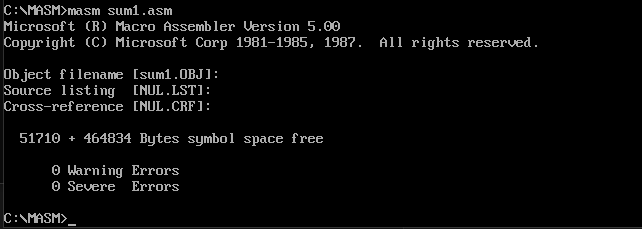 C:\MASM>masm sum1.asm
Microsoft (R) Macro Assembler Version 5.00
Copyright (C) Microsoft Corp 1981-1985, 1987.  All rights reserved.
Object filename [sum1.OBJ]:
Source listing  [NUL.LST]:
Cross-reference [NUL.CRF]:
  51710 + 464834 Bytes symbol space free
      0 Warning Errors
      0 Severe  Errors
C:\MASM>_